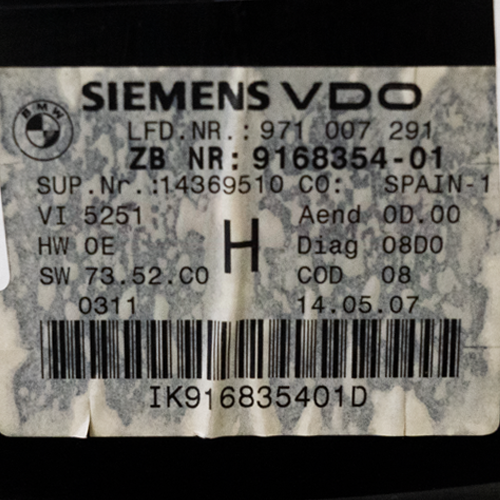 SIEMENS VDO
BMW
LFD.NR.: 971 007 291
ZB NR: 9168354-01
SUP.Nr.:14369510 CO: SPAIN-1
VI 5251 Aend 0D.00
HW 0E H Diag 08D0
SW 73.52.C0 COD 08
0311 14.05.07
IK916835401D